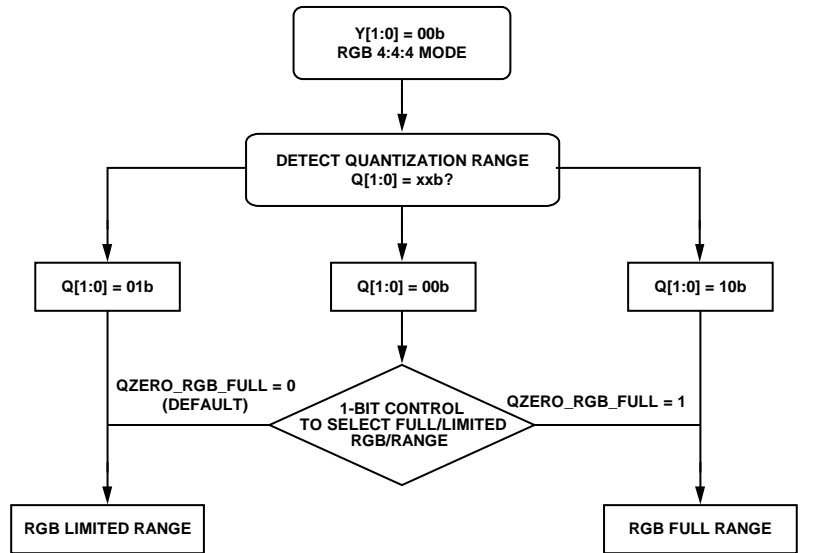 Y[1:0] = 00b
RGB 4:4:4 MODE
DETECT QUANTIZATION RANGE
Q[1:0] = xxb?
Q[1:0] = 01b
Q[1:0] = 00b
Q[1:0] = 10b
QZERO_RGB_FULL = 0
(DEFAULT)
1-BIT CONTROL
TO SELECT FULL/LIMITED
RGB/RANGE
QZERO_RGB_FULL = 1
RGB LIMITED RANGE
RGB FULL RANGE